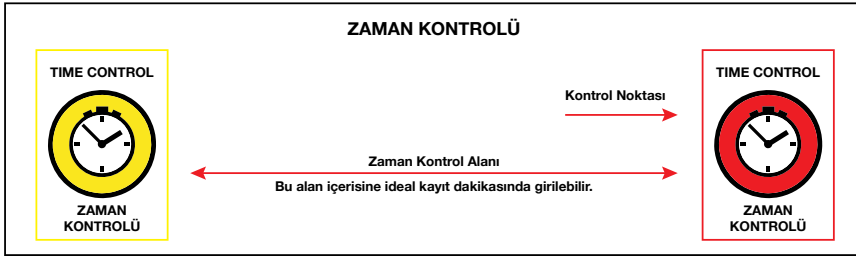 ZAMAN KONTROLÜ
TIME CONTROL
ZAMAN
KONTROLÜ
Kontrol Noktası
Zaman Kontrol Alanı
Bu alan içerisine ideal kayıt dakikasında girilebilir.
TIME CONTROL
ZAMAN
KONTROLÜ